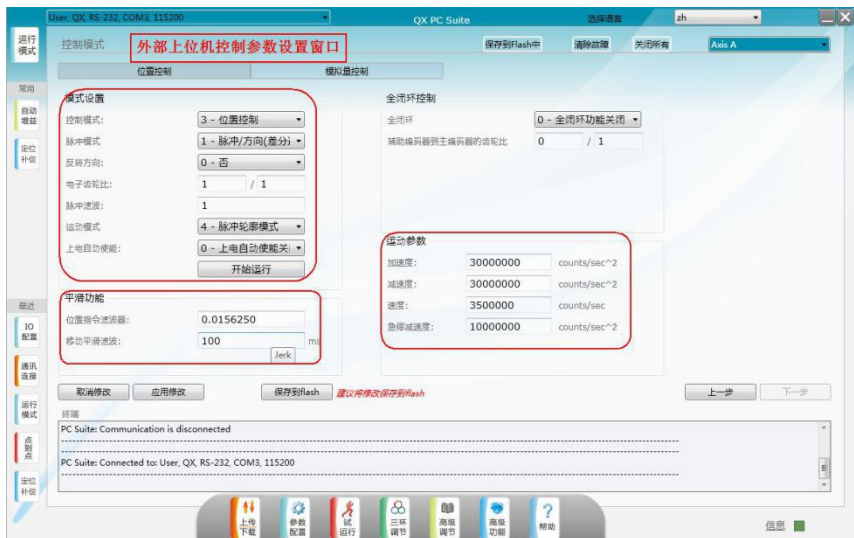 User, QX, RS-232, COM3, 115200
QX PC Suite
选择语言
zh
运行模式
控制模式
外部上位机控制参数设置窗口
保存到Flash中
清除故障
关闭所有
Axis A
位置控制
模拟量控制
常用
自动增益
定位补偿
模式设置
控制模式:
3 - 位置控制
脉冲模式
1 - 脉冲/方向(差分)
反转方向:
0 - 否
电子齿轮比:
1 / 1
脉冲滤波:
1
运动模式
4 - 脉冲轮廓模式
上电自动使能:
0 - 上电自动使能关
开始运行
全闭环控制
全闭环
0 - 全闭环功能关闭
辅助编码器到主编码器的齿轮比
0 / 1
平滑功能
位置指令滤波器:
0.0156250
移动平滑滤波:
100 ms
Jerk
运动参数
加速度:
30000000 counts/sec^2
减速度:
30000000 counts/sec^2
速度:
3500000 counts/sec
急停减速度:
10000000 counts/sec^2
最近
IO配置
通讯连接
运行模式
点到点
定位补偿
取消修改
应用修改
保存到flash
建议将修改保存到flash
上一步
下一步
终端
PC Suite: Communication is disconnected
PC Suite: Connected to: User, QX, RS-232, COM3, 115200
上传下载
参数配置
试运行
三环调节
高级调节
高级功能
帮助
信息